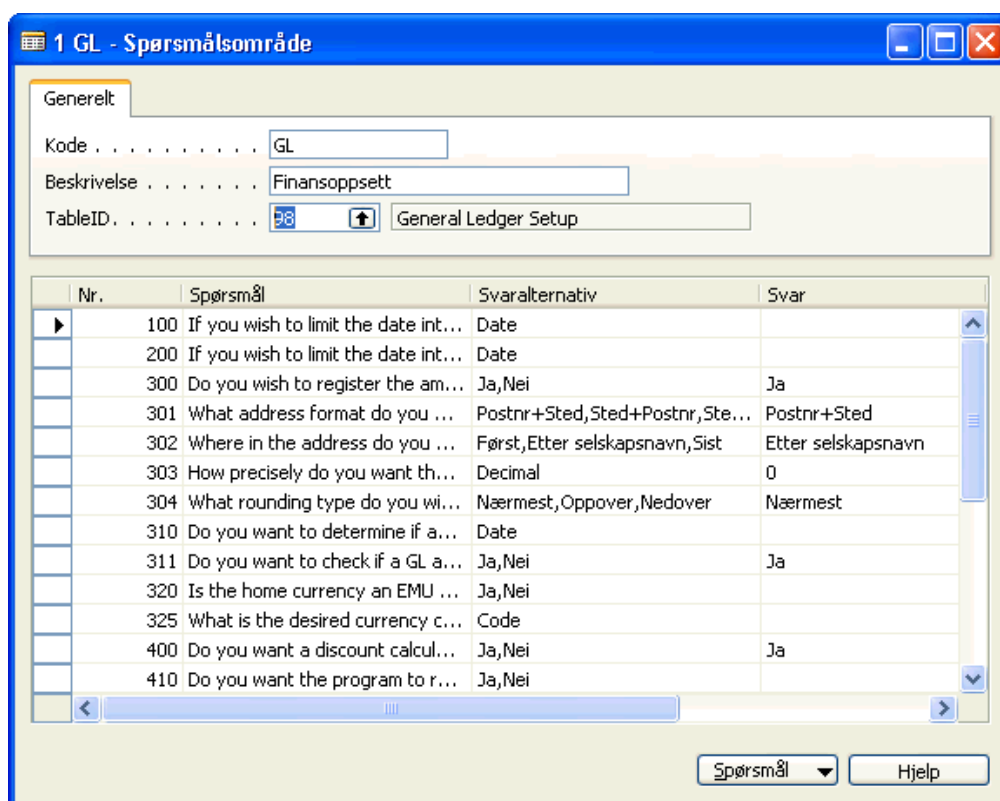 1 GL - Spørsmålsområde
Generelt
Kode . . . . . . . . . . GL
Beskrivelse . . . . . . . Finansoppsett
TableID. . . . . . . . . . 98 General Ledger Setup
Nr. Spørsmål Svaralternativ Svar
100 If you wish to limit the date int... Date
200 If you wish to limit the date int... Date
300 Do you wish to register the am... Ja,Nei Ja
301 What address format do you ... Postnr+Sted,Sted+Postnr,Ste... Postnr+Sted
302 Where in the address do you ... Først,Etter selskapsnavn,Sist Etter selskapsnavn
303 How precisely do you want th... Decimal 0
304 What rounding type do you wi... Nærmest,Oppover,Nedover Nærmest
310 Do you want to determine if a... Date
311 Do you want to check if a GL a... Ja,Nei Ja
320 Is the home currency an EMU ... Ja,Nei
325 What is the desired currency c... Code
400 Do you want a discount calcul... Ja,Nei Ja
410 Do you want the program to r... Ja,Nei
Spørsmål Hjelp